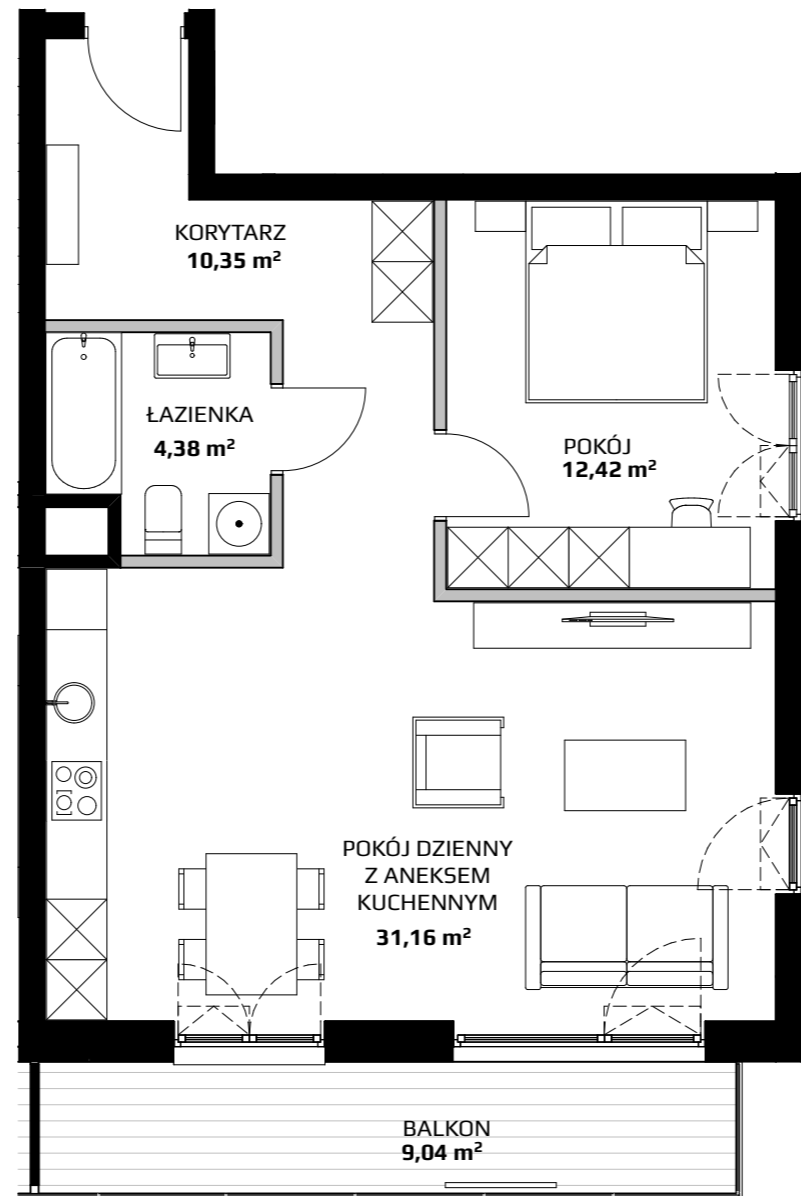 KORYTARZ
10,35 m²
ŁAZIENKA
4,38 m²
POKÓJ
12,42 m²
POKÓJ DZIENNY
Z ANEKSEM
KUCHENNYM
31,16 m²
BALKON
9,04 m²